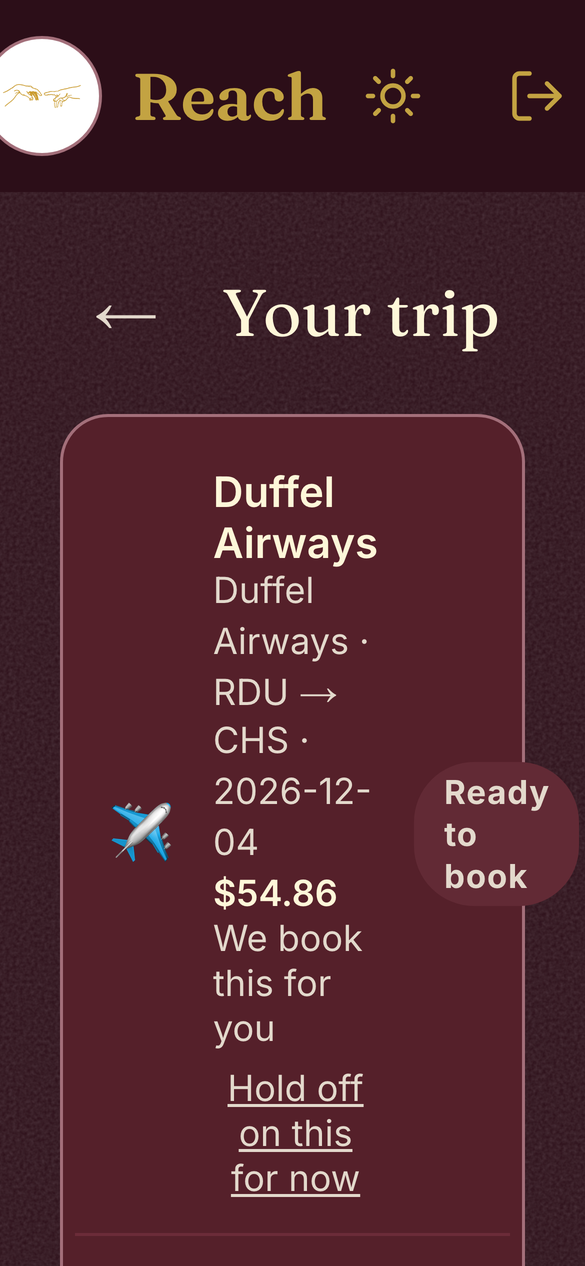 Reach
← Your trip
Duffel
Airways
Duffel
Airways ·
RDU →
CHS ·
2026-12-
04
$54.86
We book
this for
you
Hold off
on this
for now
Ready
to
book